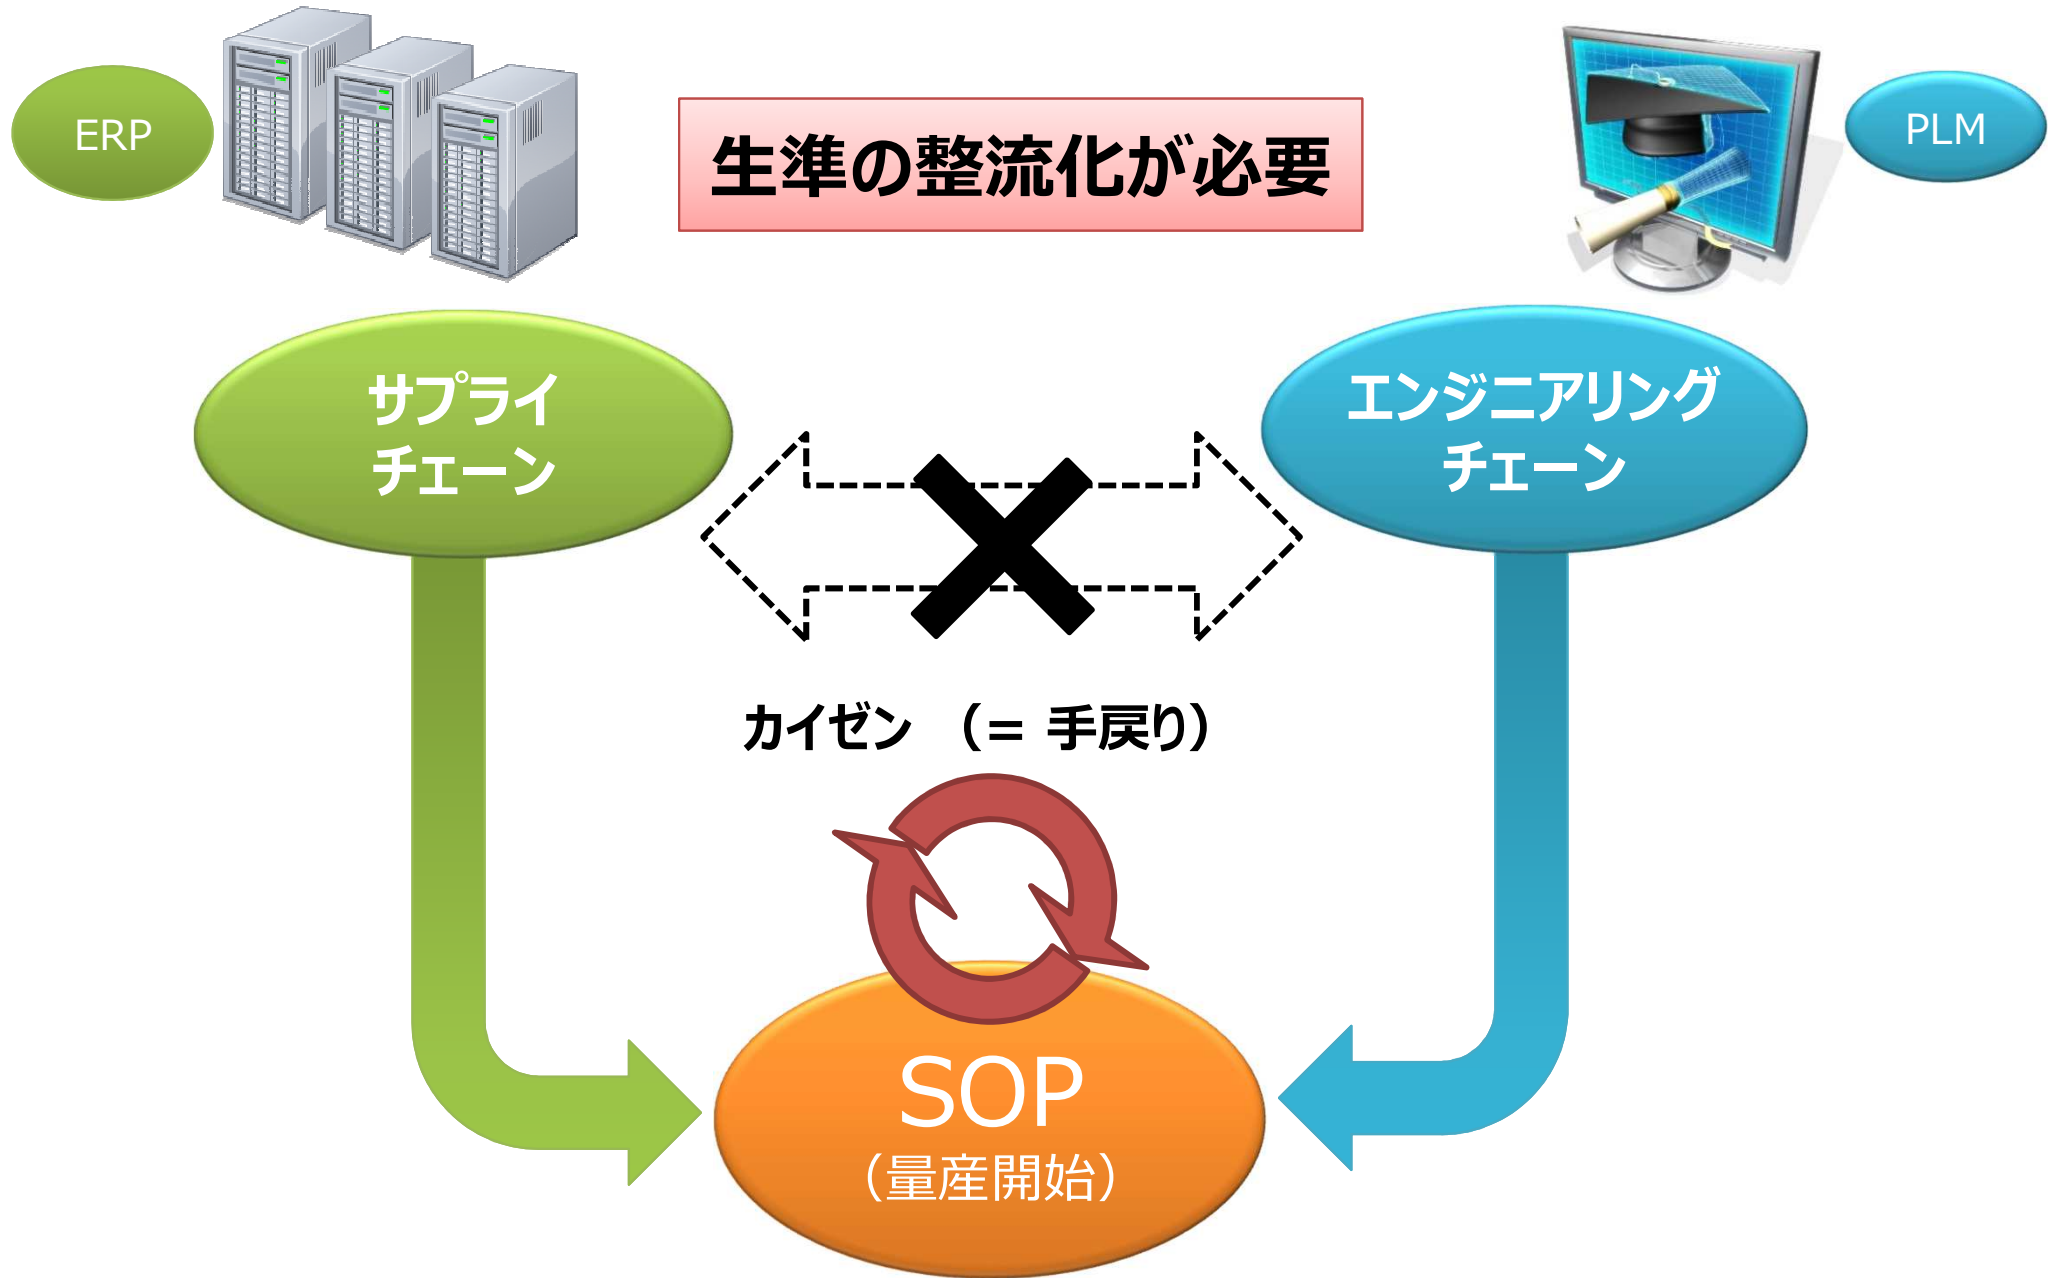 ERP
生準の整流化が必要
PLM
サプライ
チェーン
エンジニアリング
チェーン
カイゼン （= 手戻り）
SOP
（量産開始）